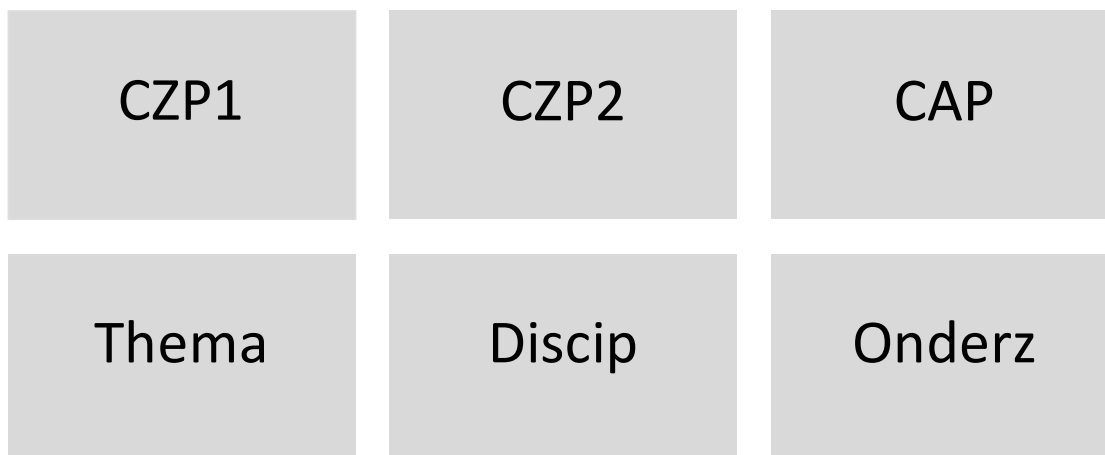 CZP1
CZP2
CAP
Thema
Discip
Onderz